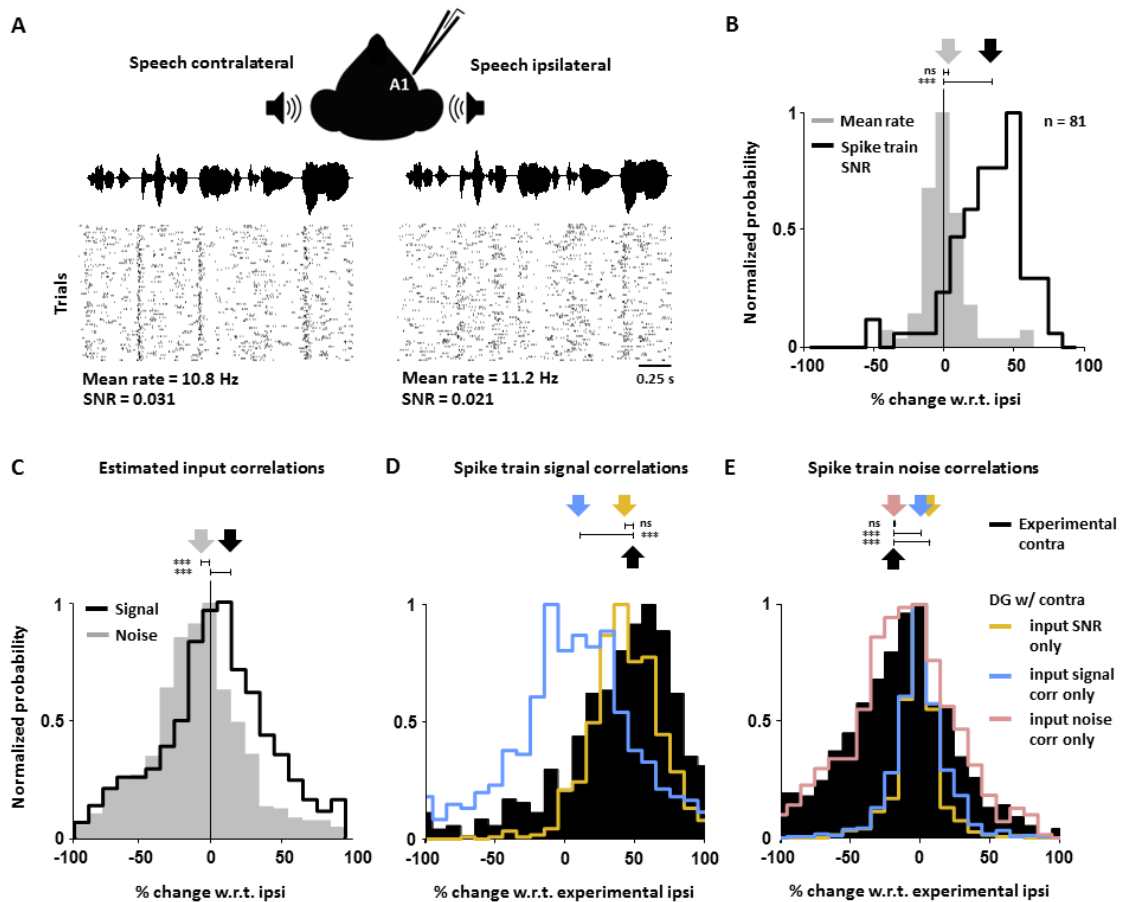 A
Speech contralateral
A1
Speech ipsilateral
Trials
Mean rate = 10.8 Hz
SNR = 0.031
Mean rate = 11.2 Hz
SNR = 0.021
0.25 s
B
ns
***
Mean rate
Spike train
SNR
n = 81
Normalized probability
1
0.5
0
-100
-50
0
50
100
% change w.r.t. ipsi
C
Estimated input correlations
***
***
Signal
Noise
Normalized probability
1
0.5
0
-100
-50
0
50
100
% change w.r.t. ipsi
D
Spike train signal correlations
ns
***
1
0.5
0
-100
-50
0
50
100
% change w.r.t. experimental ipsi
E
Spike train noise correlations
ns
***
***
1
0.5
0
-100
-50
0
50
100
% change w.r.t. experimental ipsi
Experimental
contra
DG w/ contra
input SNR
only
input signal
corr only
input noise
corr only